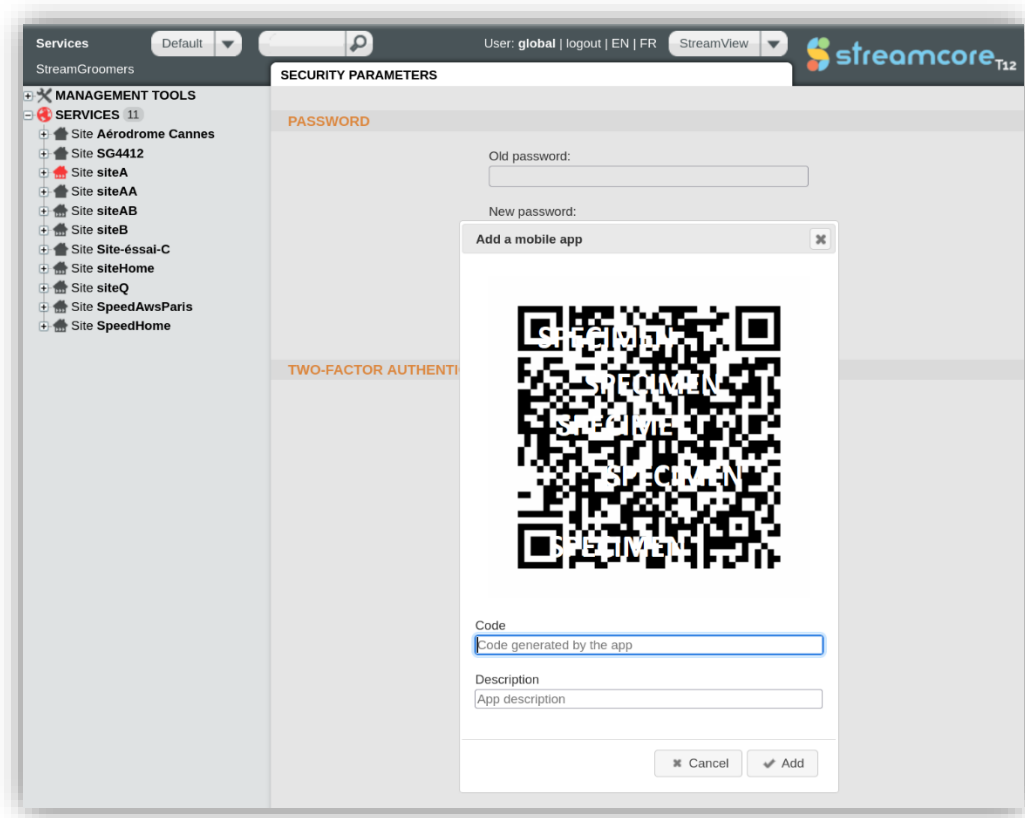 Services
Default
User: global | logout | EN | FR
StreamView
streamcore T12
StreamGroomers
SECURITY PARAMETERS
MANAGEMENT TOOLS
SERVICES 11
Site Aérodrome Cannes
Site SG4412
Site siteA
Site siteAA
Site siteAB
Site siteB
Site Site-éssai-C
Site siteHome
Site siteQ
Site SpeedAwsParis
Site SpeedHome
PASSWORD
Old password:
New password:
TWO-FACTOR AUTHENTI
Add a mobile app
SPECIMEN
SPECIMEN
SPECIMEN
SPECIMEN
SPECIMEN
Code
Code generated by the app
Description
App description
Cancel
Add